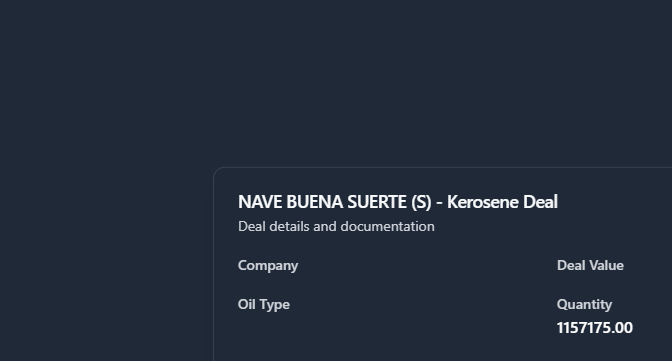 NAVE BUENA SUERTE (S) - Kerosene Deal
Deal details and documentation
Company
Deal Value
Oil Type
Quantity
1157175.00